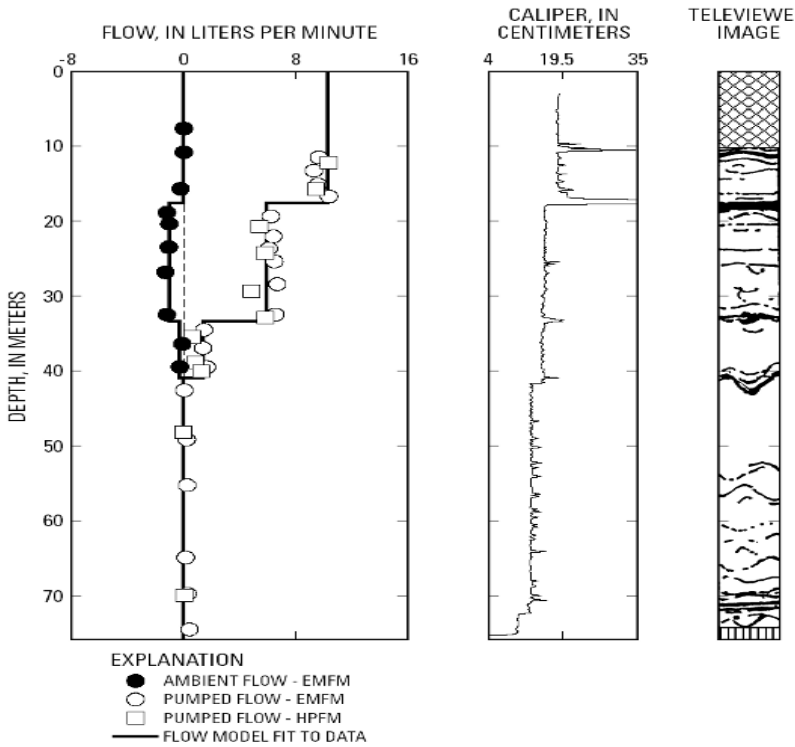 FLOW, IN LITERS PER MINUTE
-8 0 8 16
CALIPER, IN
CENTIMETERS
4 19.5 35
TELEVIEWE
IMAGE
DEPTH, IN METERS
0
10
20
30
40
50
60
70
EXPLANATION
AMBIENT FLOW - EMFM
PUMPED FLOW - EMFM
PUMPED FLOW - HPFM
FLOW MODEL FIT TO DATA